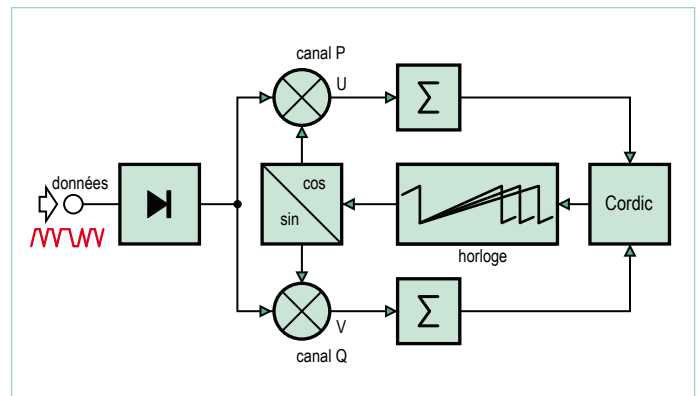 canal P
U
Σ
données
cos
sin
horloge
Cordic
Σ
V
canal Q